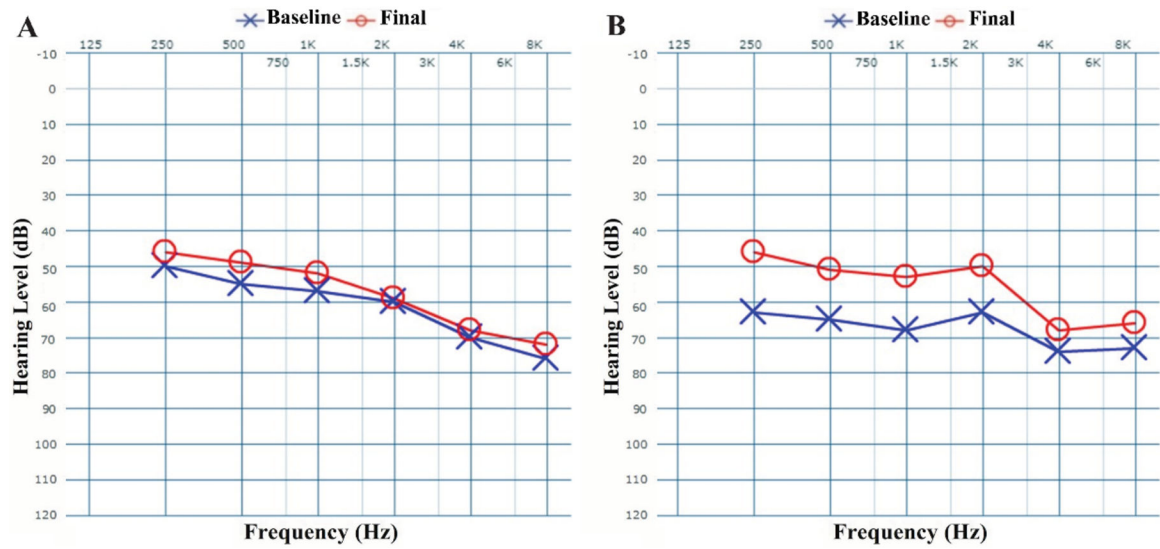 A
Baseline Final
125 250 500 1K 2K 4K 8K
750 1.5K 3K 6K
-10
0
10
20
30
40
50
60
70
80
90
100
110
120
Hearing Level (dB)
Frequency (Hz)
B
Baseline Final
125 250 500 1K 2K 4K 8K
750 1.5K 3K 6K
-10
0
10
20
30
40
50
60
70
80
90
100
110
120
Hearing Level (dB)
Frequency (Hz)